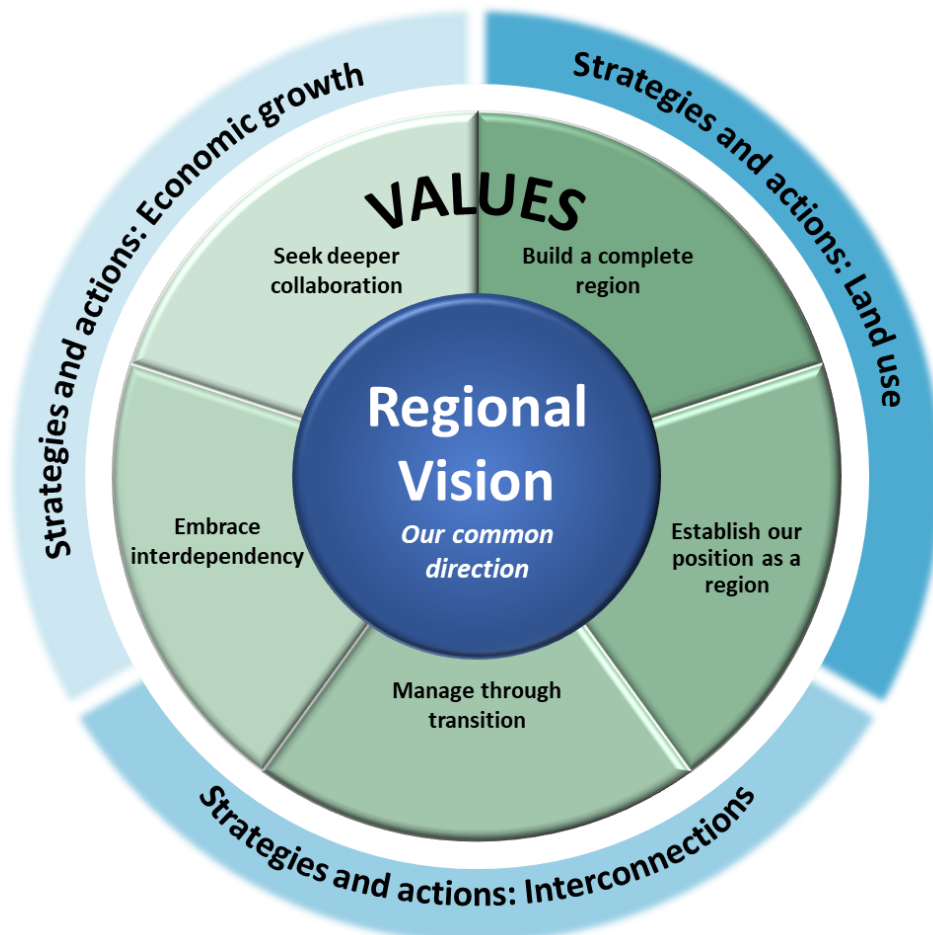 Strategies and actions: Economic growth
Strategies and actions: Land use
VALUES
Seek deeper
collaboration
Build a complete
region
Regional
Vision
Our common
direction
Embrace
interdependency
Establish our
position as a
region
Manage through
transition
Strategies and actions: Interconnections